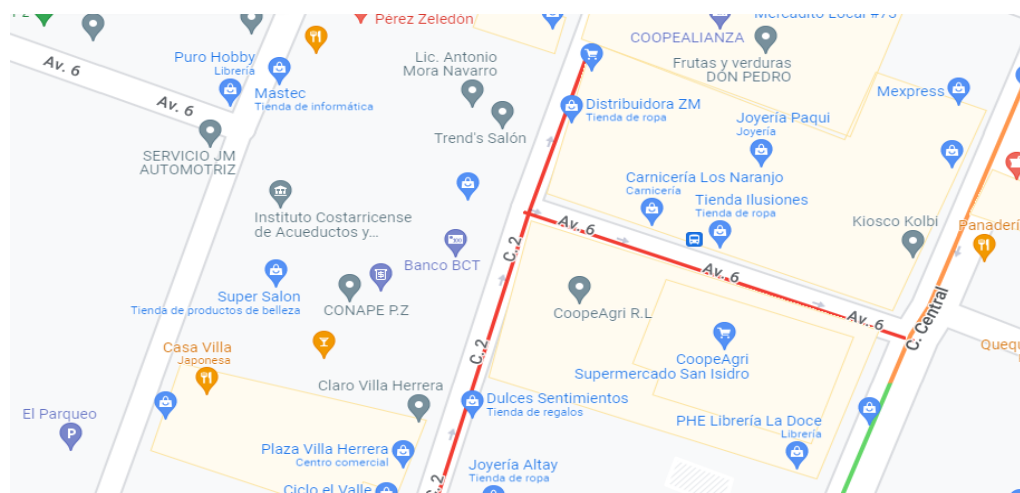 Pérez Zeledón
Mercadito Local #75
COOPEALIANZA
Av. 6
Puro Hobby
Librería
Lic. Antonio
Mora Navarro
Frutas y verduras
DON PEDRO
Mastec
Tienda de informática
Mexpress
Av. 6
Distribuidora ZM
Tienda de ropa
Joyería Paqui
Joyería
Trend's Salón
SERVICIO JM
AUTOMOTRIZ
Carnicería Los Naranjo
Carnicería
Tienda Ilusiones
Tienda de ropa
Instituto Costarricense
de Acueductos y...
Av. 6
Kiosco Kolbi
Panaderí
C. 2
Banco BCT
Av. 6
Super Salon
Tienda de productos de belleza
CONAPE P.Z
CoopeAgri R.L
Av. 6
C. Central
Casa Villa
Japonesa
C. 2
CoopeAgri
Supermercado San Isidro
Quequ
Claro Villa Herrera
El Parqueo
P
Dulces Sentimientos
Tienda de regalos
PHE Librería La Doce
Librería
Plaza Villa Herrera
Centro comercial
Joyería Altay
Tienda de ropa
Ciclo el Valle
C. 2